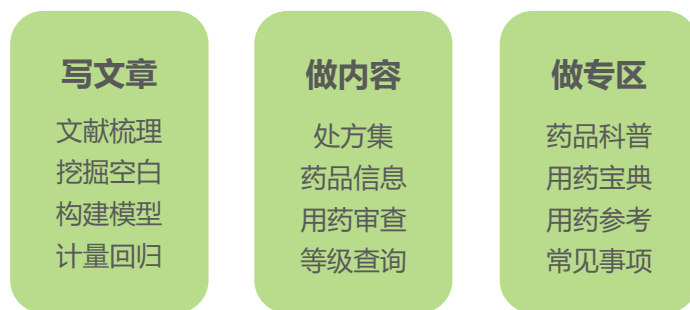 写文章
文献梳理
挖掘空白
构建模型
计量回归
做内容
处方集
药品信息
用药审查
等级查询
做专区
药品科普
用药宝典
用药参考
常见事项